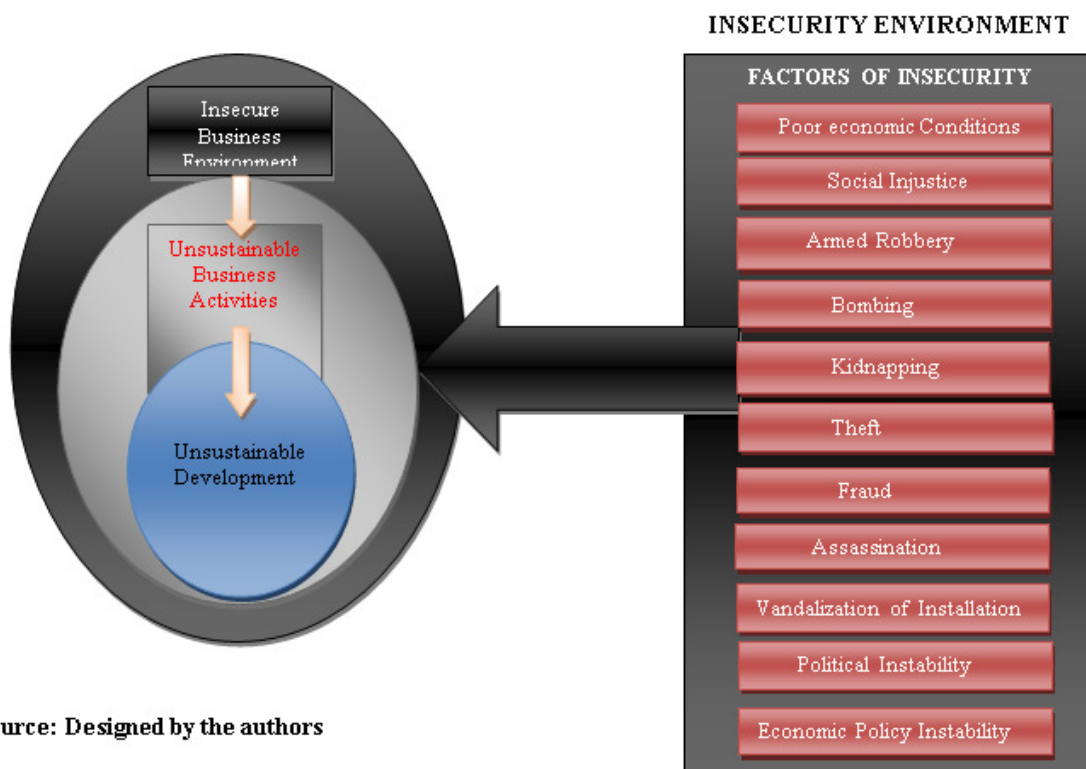 INSECURITY ENVIRONMENT
FACTORS OF INSECURITY
Insecure
Business
Environment
Unsustainable
Business
Activities
Unsustainable
Development
Poor economic Conditions
Social Injustice
Armed Robbery
Bombing
Kidnapping
Theft
Fraud
Assassination
Vandalization of Installation
Political Instability
Economic Policy Instability
urce: Designed by the authors